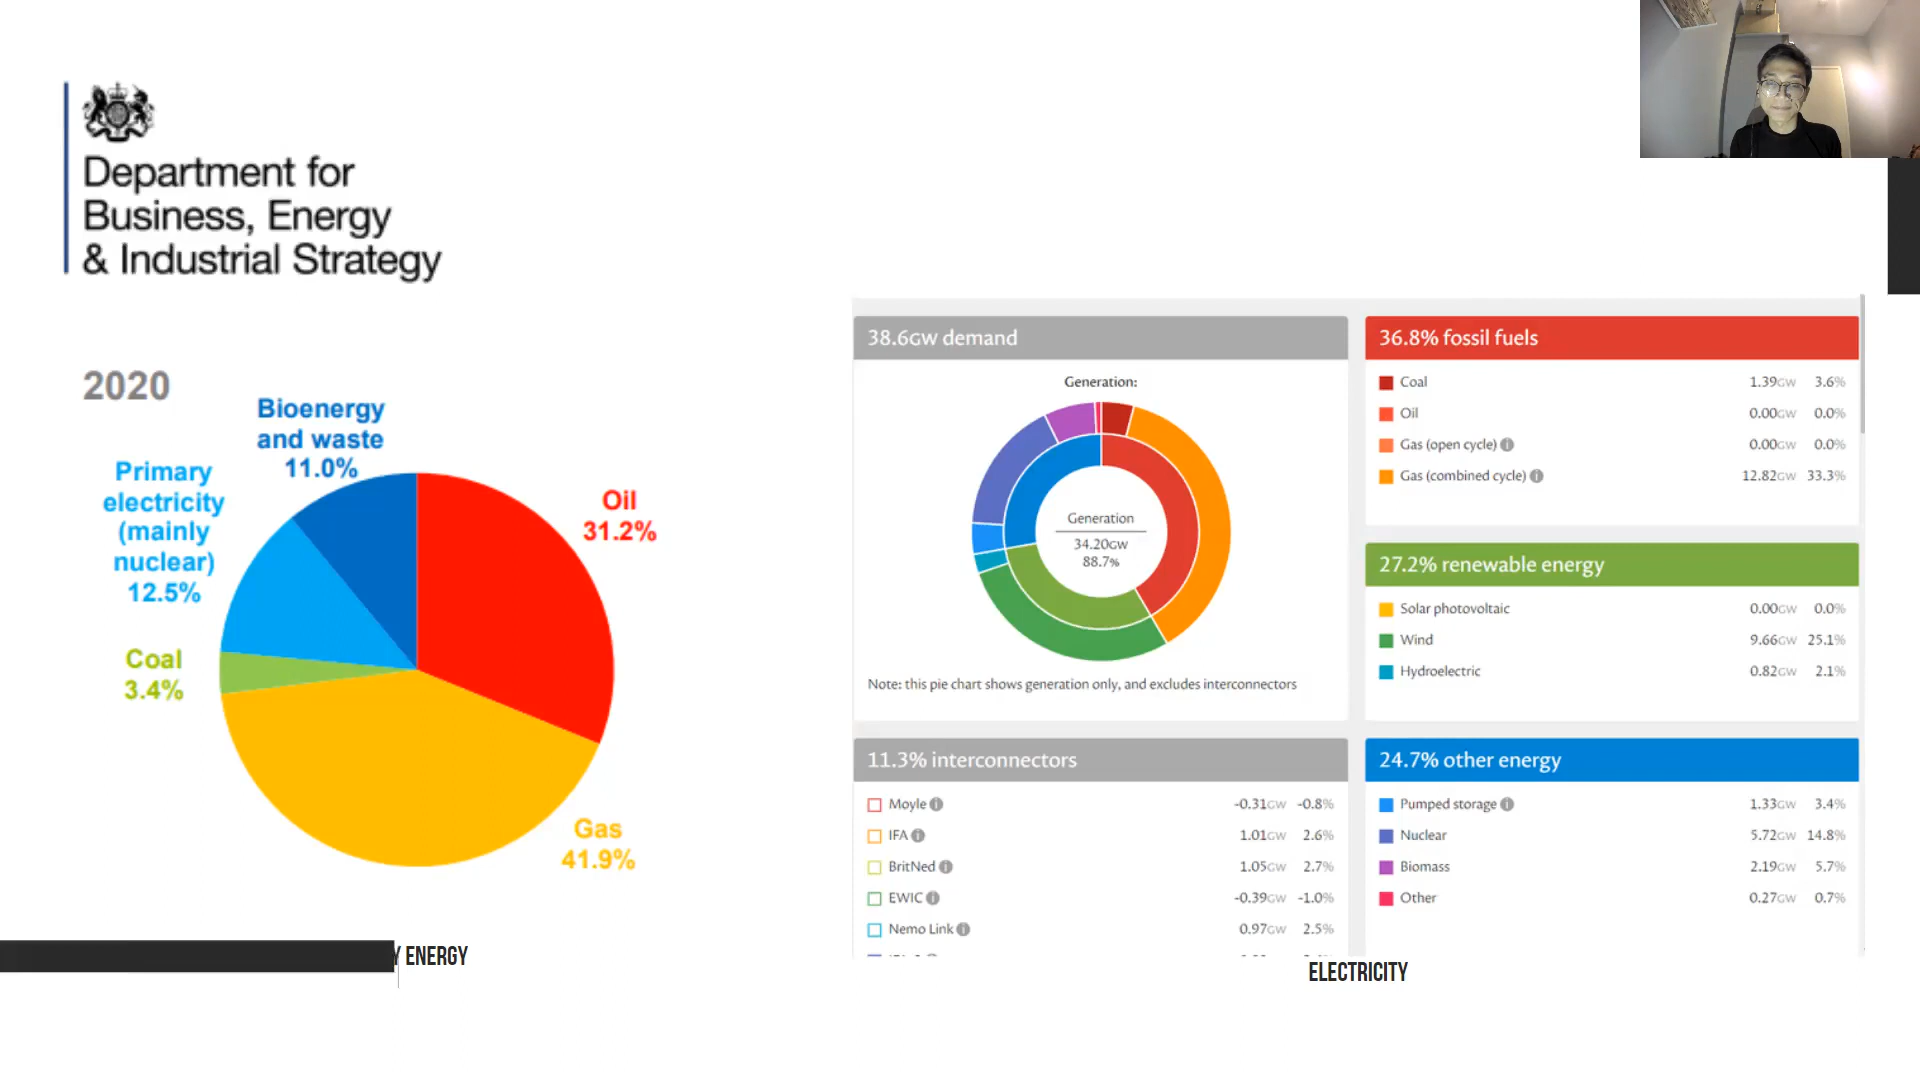 Department for
Business, Energy
& Industrial Strategy
2020
Bioenergy
and waste
11.0%
Primary
electricity
(mainly
nuclear)
12.5%
Oil
31.2%
Coal
3.4%
Gas
41.9%
Y ENERGY
38.6GW demand
Generation:
Generation
34.20GW
88.7%
Note: this pie chart shows generation only, and excludes interconnectors
36.8% fossil fuels
Coal 1.39GW 3.6%
Oil 0.00GW 0.0%
Gas (open cycle) 0.00GW 0.0%
Gas (combined cycle) 12.82GW 33.3%
27.2% renewable energy
Solar photovoltaic 0.00GW 0.0%
Wind 9.66GW 25.1%
Hydroelectric 0.82GW 2.1%
11.3% interconnectors
Moyle -0.31GW -0.8%
IFA 1.01GW 2.6%
BritNed 1.05GW 2.7%
EWIC -0.39GW -1.0%
Nemo Link 0.97GW 2.5%
24.7% other energy
Pumped storage 1.33GW 3.4%
Nuclear 5.72GW 14.8%
Biomass 2.19GW 5.7%
Other 0.27GW 0.7%
ELECTRICITY